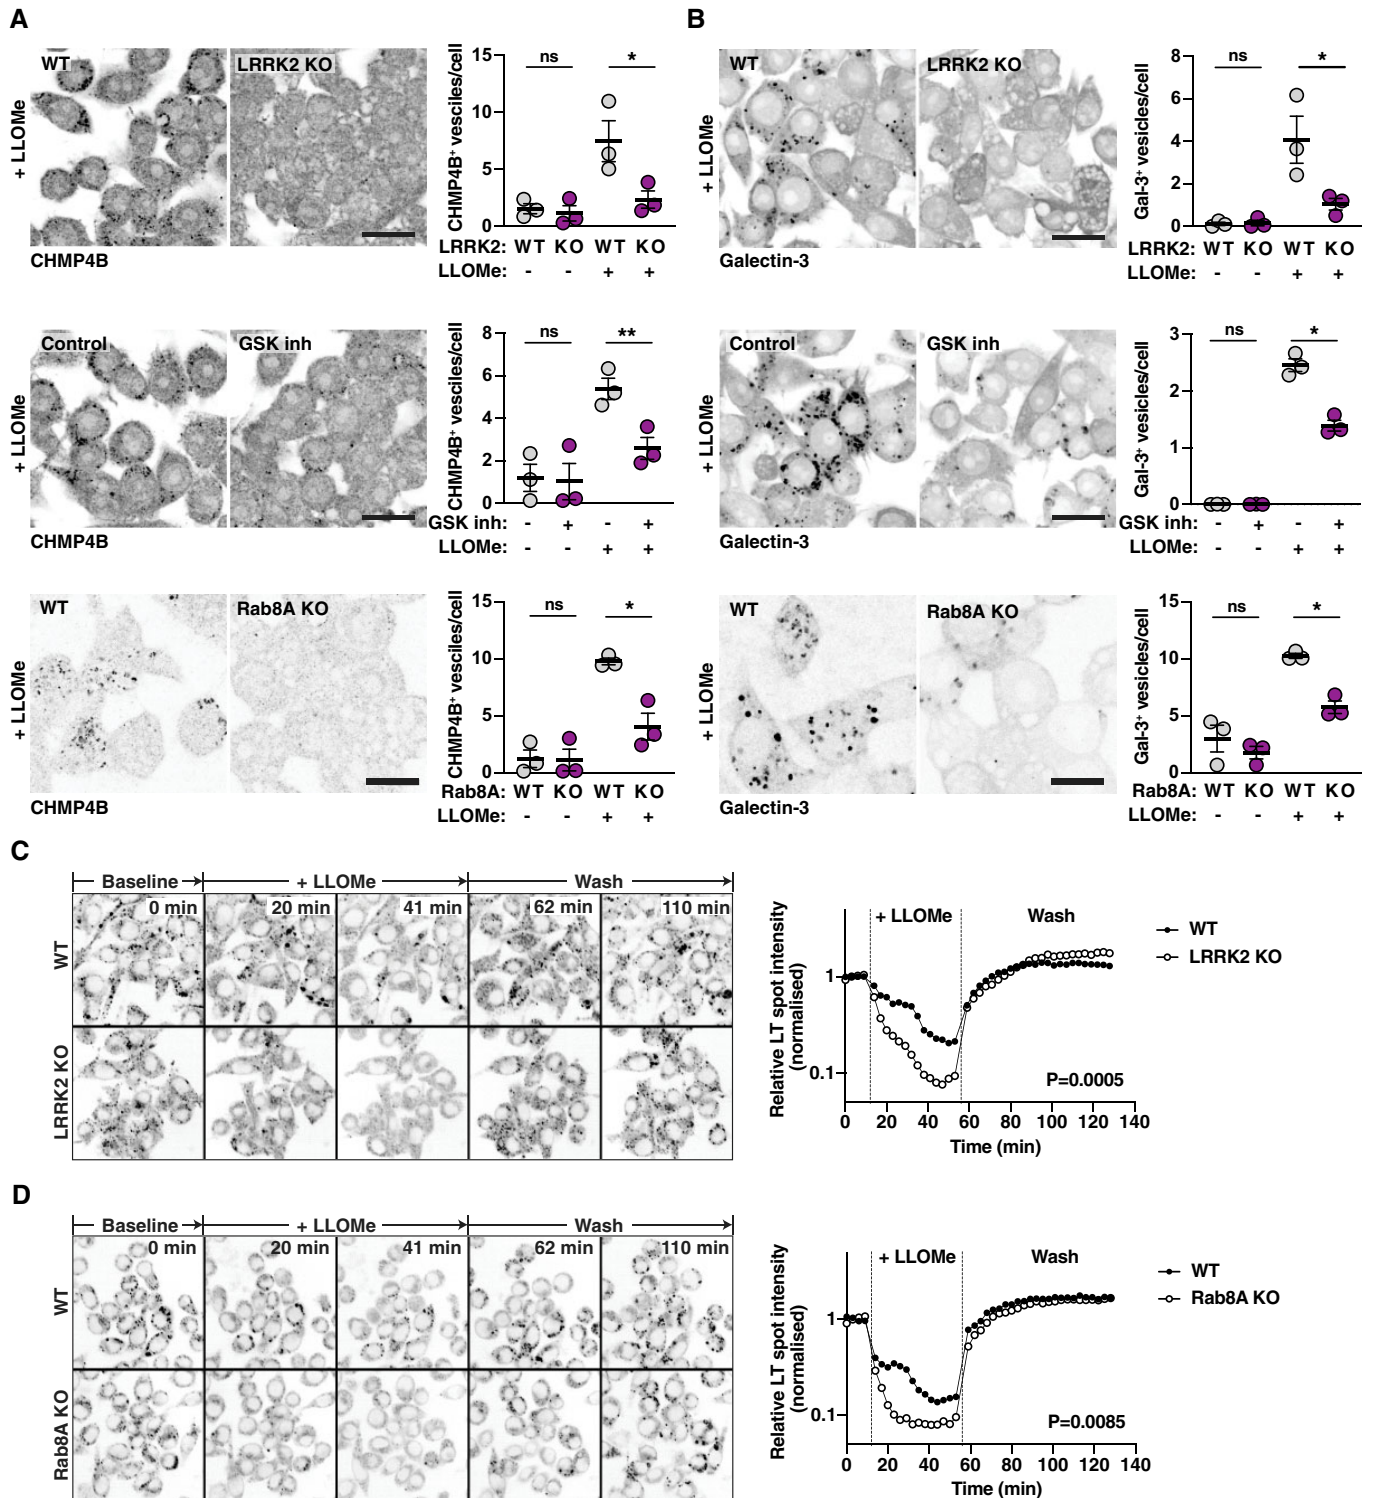 A
WT
LRRK2 KO
+ LLOMe
CHMP4B
CHMP4B+ vesciles/cell
15
10
5
0
ns
*
LRRK2: WT KO WT KO
LLOMe: - - + +
Control
GSK inh
+ LLOMe
CHMP4B
CHMP4B+ vesciles/cell
8
6
4
2
0
ns
**
GSK inh: - + - +
LLOMe: - - + +
WT
Rab8A KO
+ LLOMe
CHMP4B
CHMP4B+ vesciles/cell
15
10
5
0
ns
*
Rab8A: WT KO WT KO
LLOMe: - - + +
B
WT
LRRK2 KO
+ LLOMe
Galectin-3
Gal-3+ vesicles/cell
8
6
4
2
0
ns
*
LRRK2: WT KO WT KO
LLOMe: - - + +
Control
GSK inh
+ LLOMe
Galectin-3
Gal-3+ vesicles/cell
3
2
1
0
ns
*
GSK inh: - + - +
LLOMe: - - + +
WT
Rab8A KO
+ LLOMe
Galectin-3
Gal-3+ vesicles/cell
15
10
5
0
ns
*
Rab8A: WT KO WT KO
LLOMe: - - + +
C
Baseline + LLOMe Wash
0 min 20 min 41 min 62 min 110 min
WT
LRRK2 KO
Relative LT spot intensity
(normalised)
1
0.1
+ LLOMe Wash
P=0.0005
0 20 40 60 80 100 120 140
Time (min)
WT
LRRK2 KO
D
Baseline + LLOMe Wash
0 min 20 min 41 min 62 min 110 min
WT
Rab8A KO
Relative LT spot intensity
(normalised)
1
0.1
+ LLOMe Wash
P=0.0085
0 20 40 60 80 100 120 140
Time (min)
WT
Rab8A KO